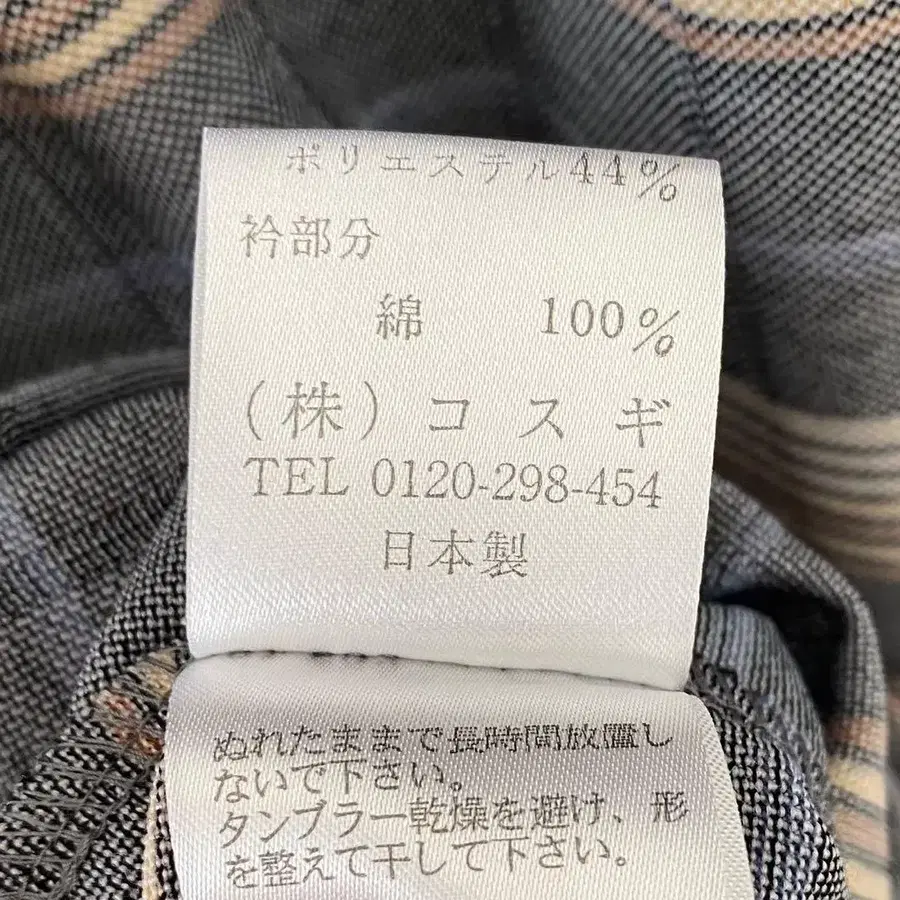 ポリエステル44%
衿部分
綿 100%
(株)コスギ
TEL 0120-298-454
日本製
ぬれたままで長時間放置し
ないで下さい。
タンブラー乾燥を避け、形
を整えて干して下さい。